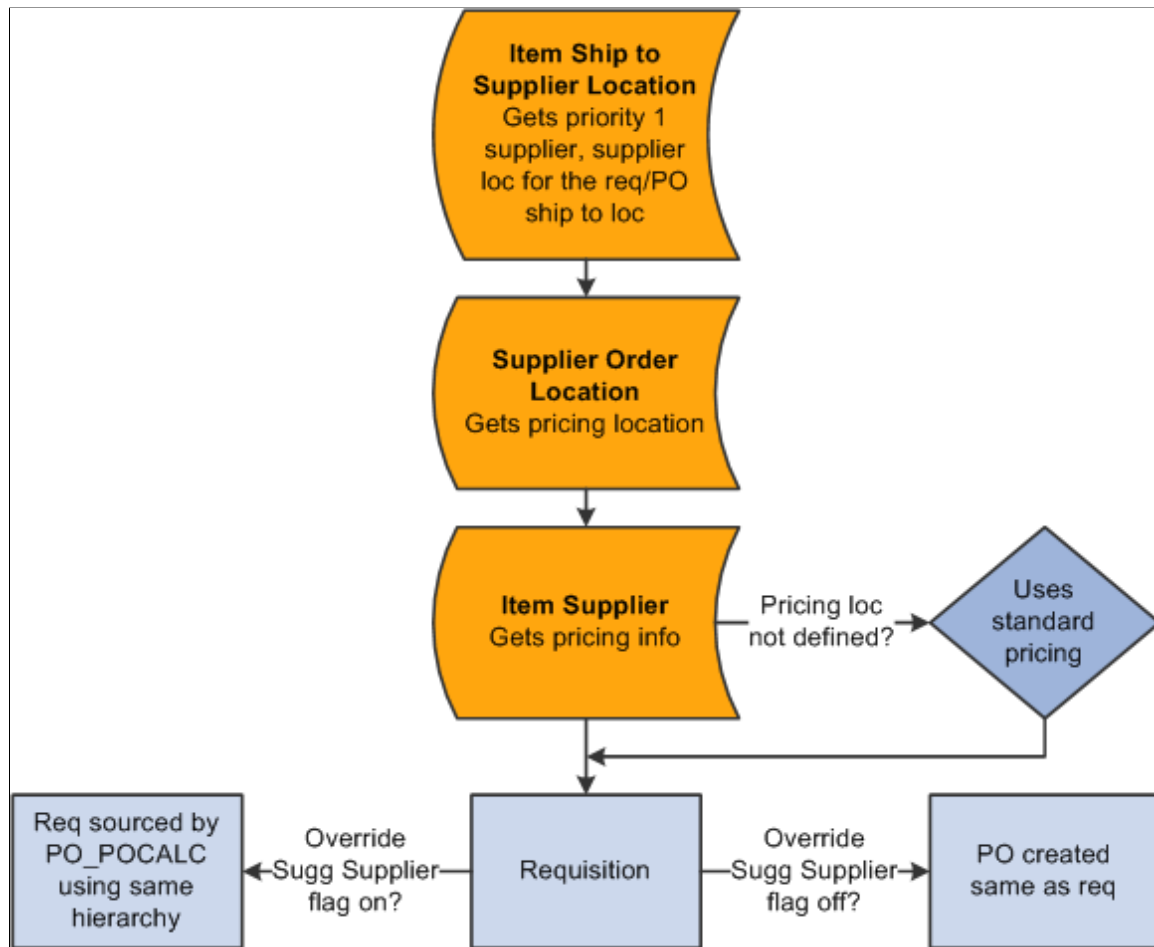 Item Ship to
Supplier Location
Gets priority 1
supplier, supplier
loc for the req/PO
ship to loc
Supplier Order
Location
Gets pricing location
Item Supplier
Gets pricing info
Pricing loc
not defined?
Uses
standard
pricing
Req sourced by
PO_POCALC
using same
hierarchy
Override
Sugg Supplier
flag on?
Requisition
Override
Sugg Supplier
flag off?
PO created
same as req